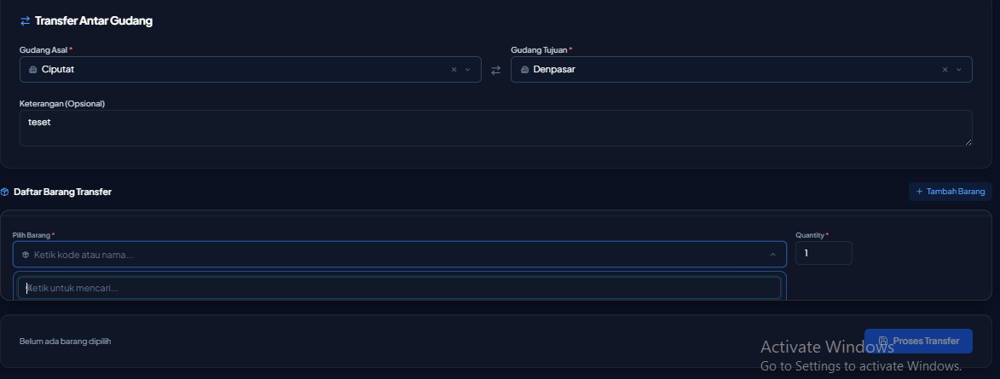 Transfer Antar Gudang
Gudang Asal *
Gudang Tujuan *
Ciputat
Denpasar
Keterangan (Opsional)
teset
Daftar Barang Transfer
+ Tambah Barang
Pilih Barang *
Quantity *
Ketik kode atau nama...
1
Ketik untuk mencari...
Belum ada barang dipilih
Proses Transfer
Activate Windows
Go to Settings to activate Windows.